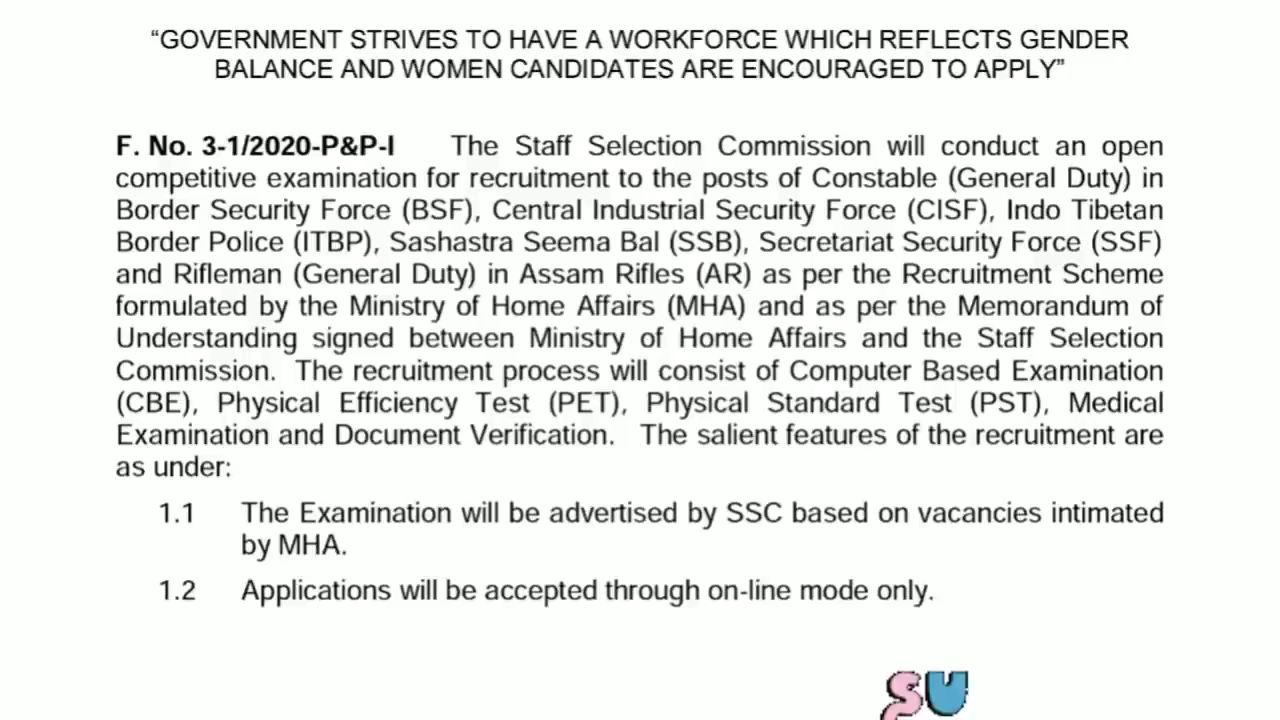 “GOVERNMENT STRIVES TO HAVE A WORKFORCE WHICH REFLECTS GENDER
BALANCE AND WOMEN CANDIDATES ARE ENCOURAGED TO APPLY”
F. No. 3-1/2020-P&P-I The Staff Selection Commission will conduct an open
competitive examination for recruitment to the posts of Constable (General Duty) in
Border Security Force (BSF), Central Industrial Security Force (CISF), Indo Tibetan
Border Police (ITBP), Sashastra Seema Bal (SSB), Secretariat Security Force (SSF)
and Rifleman (General Duty) in Assam Rifles (AR) as per the Recruitment Scheme
formulated by the Ministry of Home Affairs (MHA) and as per the Memorandum of
Understanding signed between Ministry of Home Affairs and the Staff Selection
Commission. The recruitment process will consist of Computer Based Examination
(CBE), Physical Efficiency Test (PET), Physical Standard Test (PST), Medical
Examination and Document Verification. The salient features of the recruitment are
as under:
1.1 The Examination will be advertised by SSC based on vacancies intimated
by MHA.
1.2 Applications will be accepted through on-line mode only.